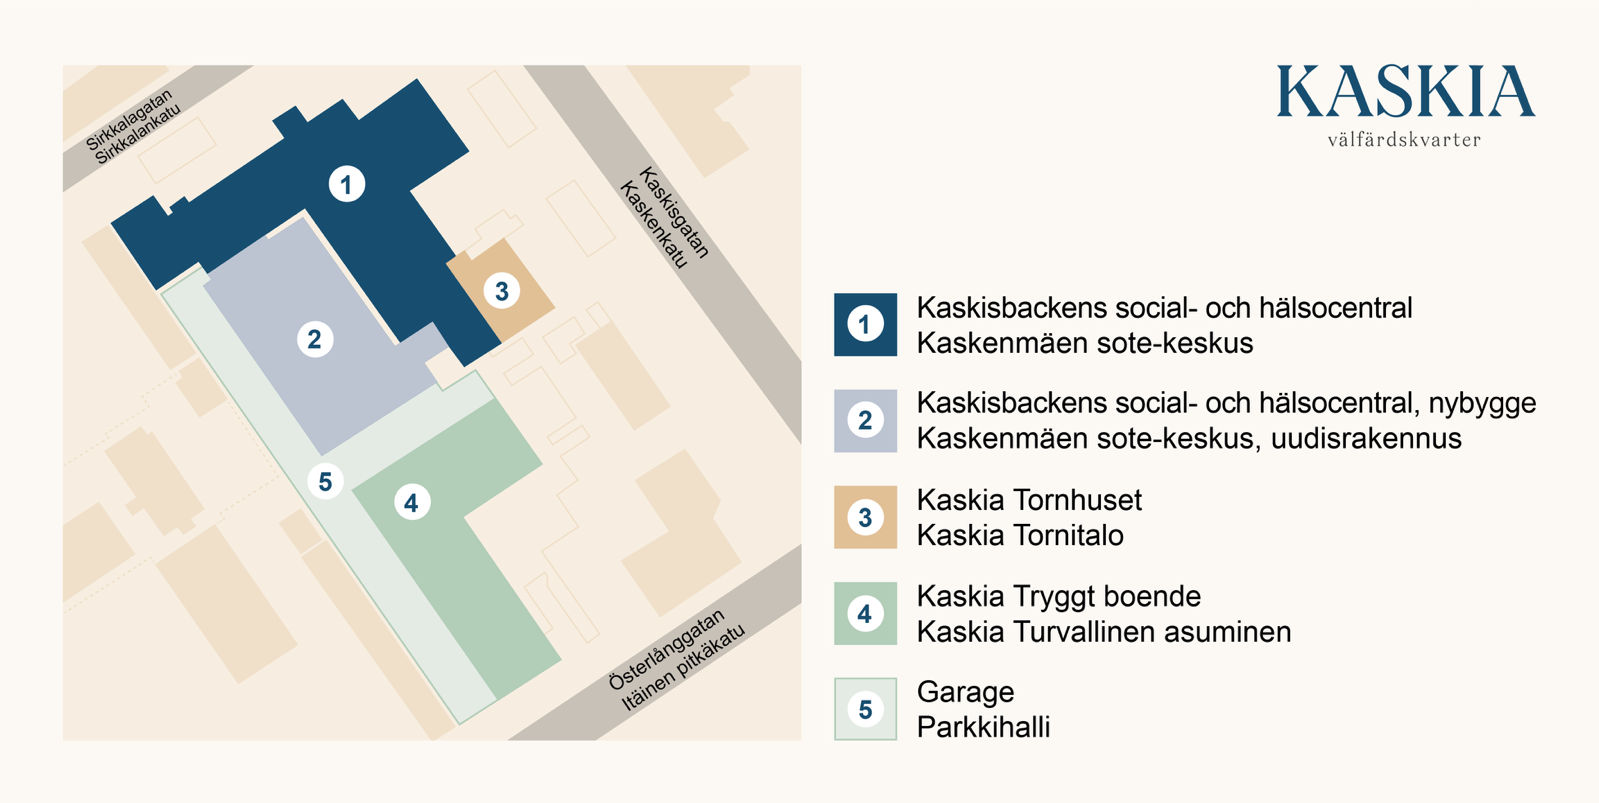 KASKIA
välfärdskvarter
Sirkkalagatan
Sirkkalankatu
Kaskisgatan
Kaskenkatu
1
2
3
4
5
Österlånggatan
Itäinen pitkäkatu
1
Kaskisbackens social- och hälsocentral
Kaskenmäen sote-keskus
2
Kaskisbackens social- och hälsocentral, nybygge
Kaskenmäen sote-keskus, uudisrakennus
3
Kaskia Tornhuset
Kaskia Tornitalo
4
Kaskia Tryggt boende
Kaskia Turvallinen asuminen
5
Garage
Parkkihalli